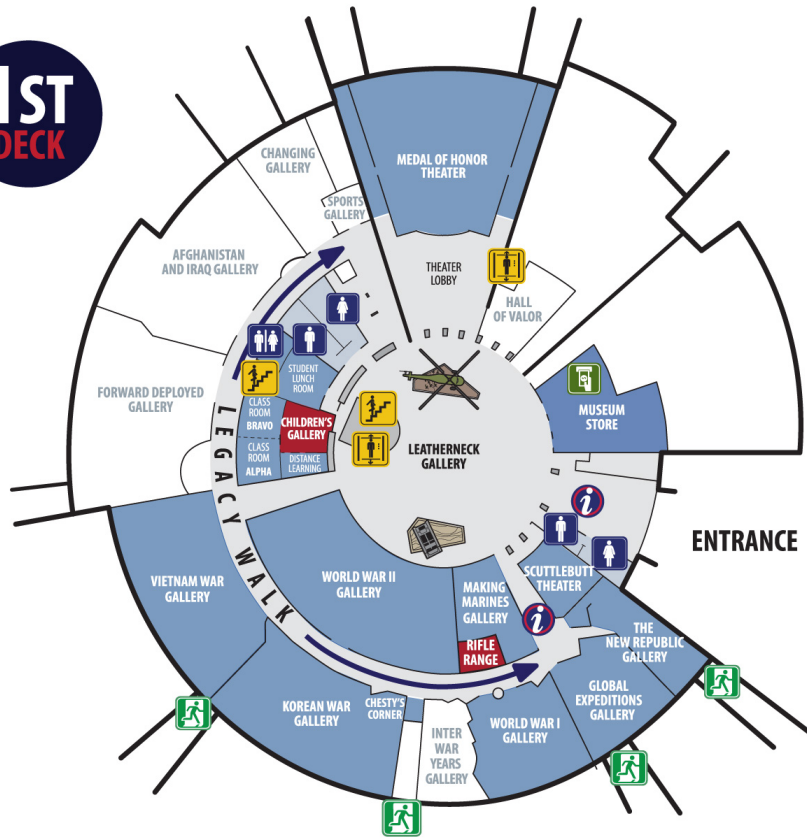 1ST
DECK
MEDAL OF HONOR
THEATER
CHANGING
GALLERY
SPORTS
GALLERY
AFGHANISTAN
AND IRAQ GALLERY
THEATER
LOBBY
HALL
OF VALOR
FORWARD DEPLOYED
GALLERY
STUDENT
LUNCH
ROOM
CLASS
ROOM
BRAVO
CHILDREN'S
GALLERY
CLASS
ROOM
ALPHA
DISTANCE
LEARNING
MUSEUM
STORE
LEATHERNECK
GALLERY
LEGACY WALK
i
ENTRANCE
VIETNAM WAR
GALLERY
WORLD WAR II
GALLERY
MAKING
MARINES
GALLERY
SCUTTLEBUTT
THEATER
i
RIFLE
RANGE
THE
NEW REPUBLIC
GALLERY
GLOBAL
EXPEDITIONS
GALLERY
KOREAN WAR
GALLERY
CHESTY'S
CORNER
INTER
WAR
YEARS
GALLERY
WORLD WAR I
GALLERY